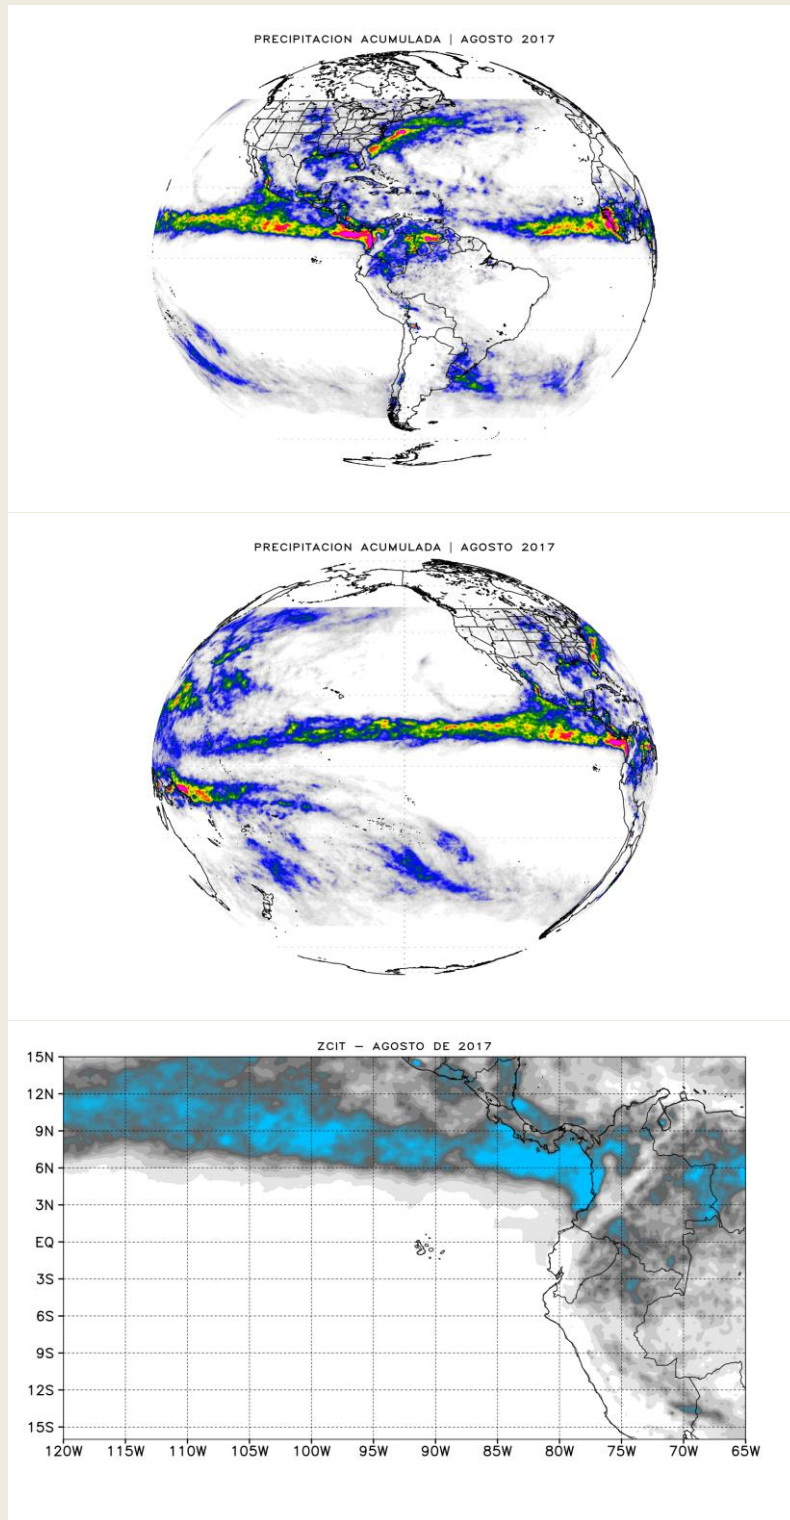 PRECIPITACION ACUMULADA | AGOSTO 2017
PRECIPITACION ACUMULADA | AGOSTO 2017
ZCIT – AGOSTO DE 2017
15N
12N
9N
6N
3N
EQ
3S
6S
9S
12S
15S
120W 115W 110W 105W 100W 95W 90W 85W 80W 75W 70W 65W